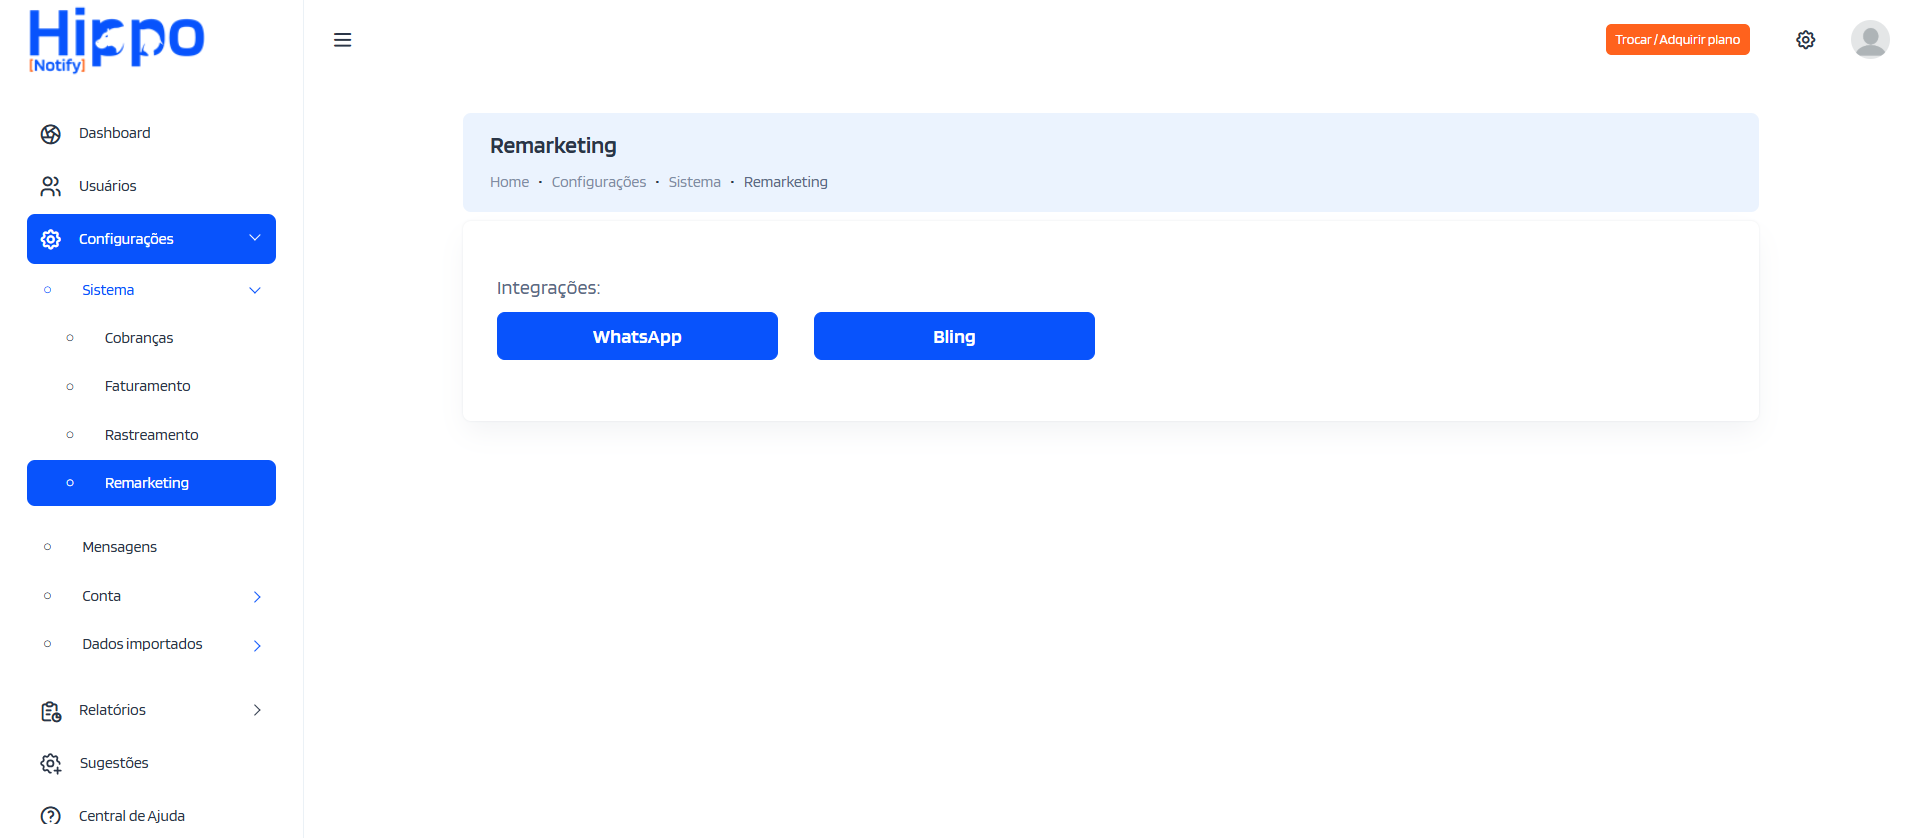 Hippo
[Notify]
Trocar / Adquirir plano
Dashboard
Usuários
Configurações
Sistema
Cobranças
Faturamento
Rastreamento
Remarketing
Mensagens
Conta
Dados importados
Relatórios
Sugestões
Central de Ajuda
Remarketing
Home • Configurações • Sistema • Remarketing
Integrações:
WhatsApp Bling